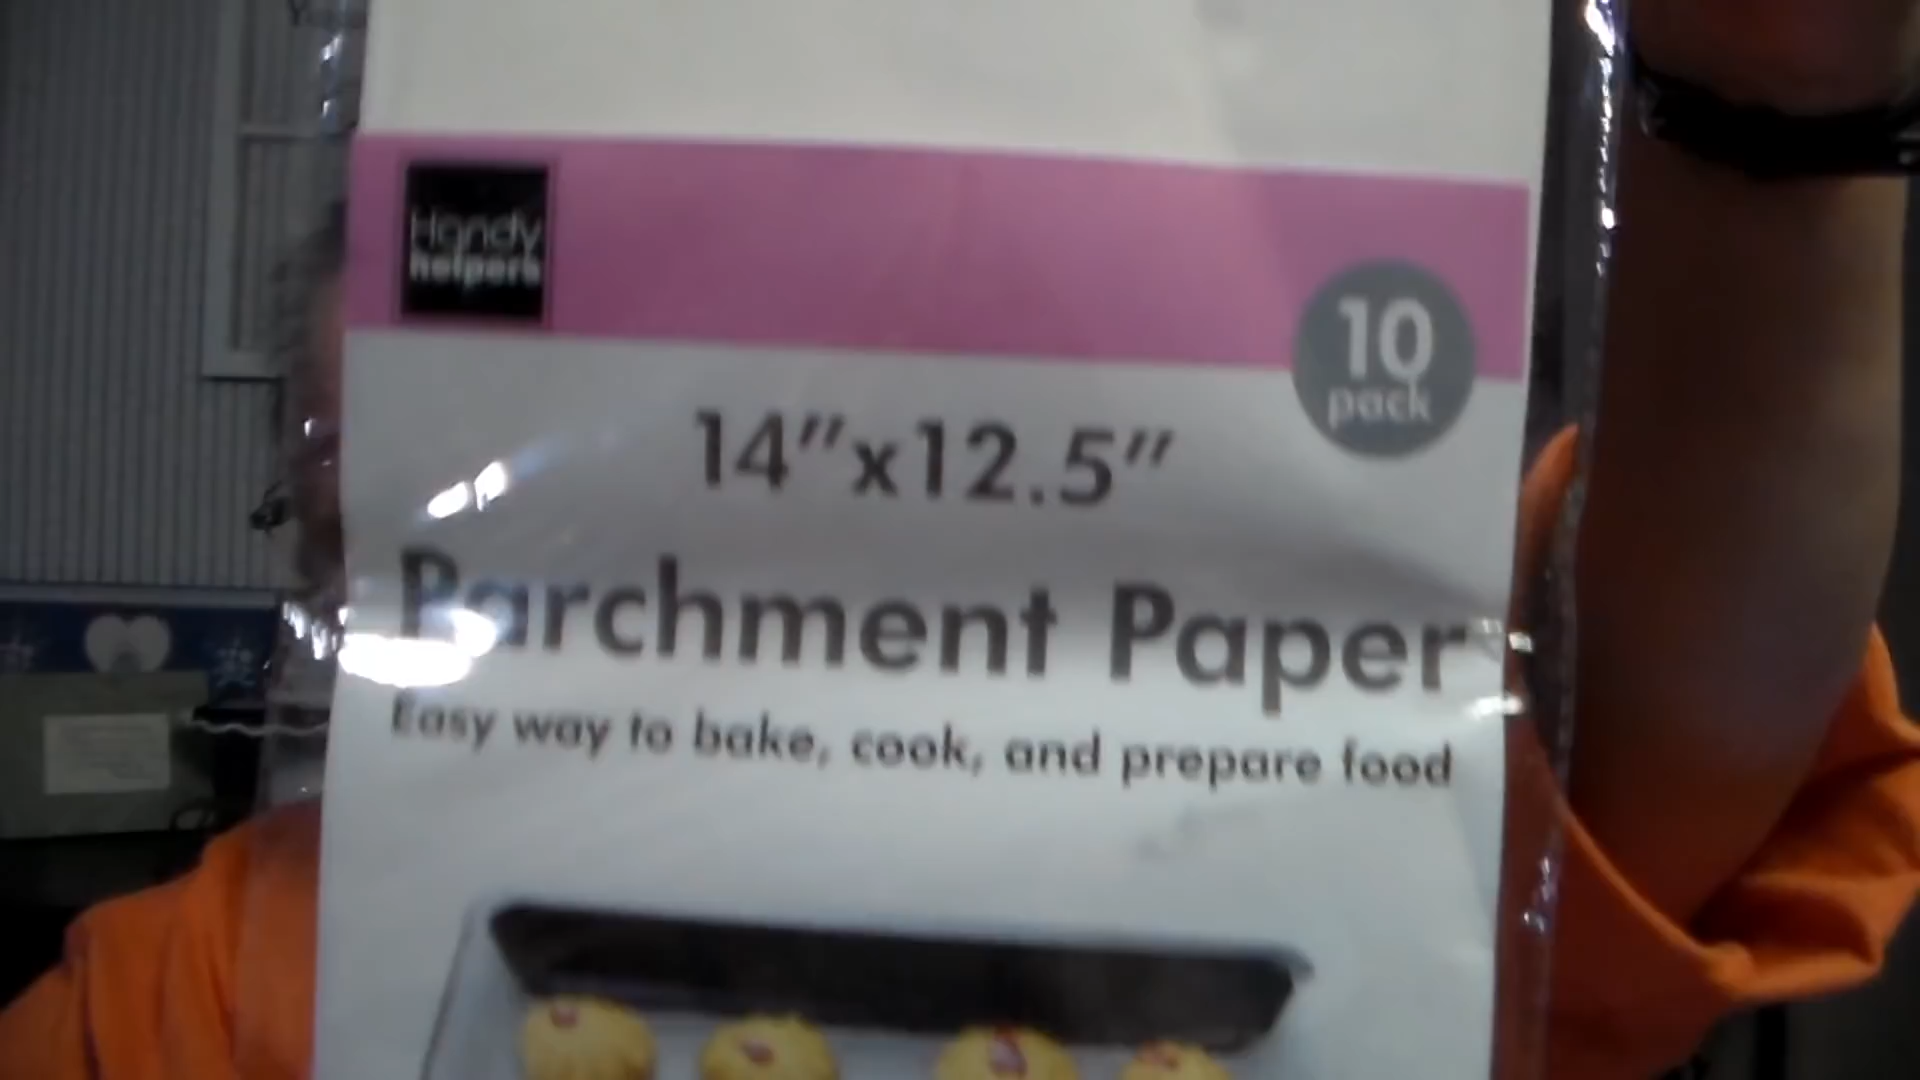 Handy
helpers
10
pack
14"x12.5"
Parchment Paper
Easy way to bake, cook, and prepare food